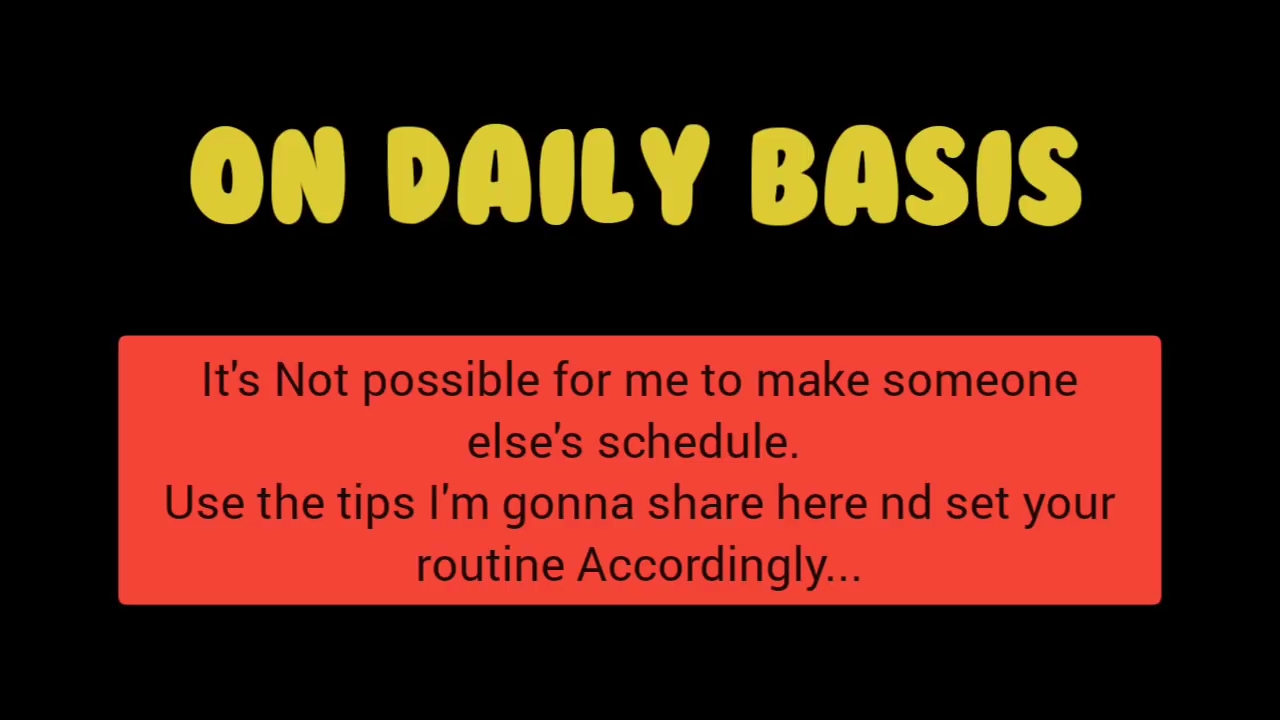 ON DAILY BASIS
It's Not possible for me to make someone
else's schedule.
Use the tips I'm gonna share here nd set your
routine Accordingly...